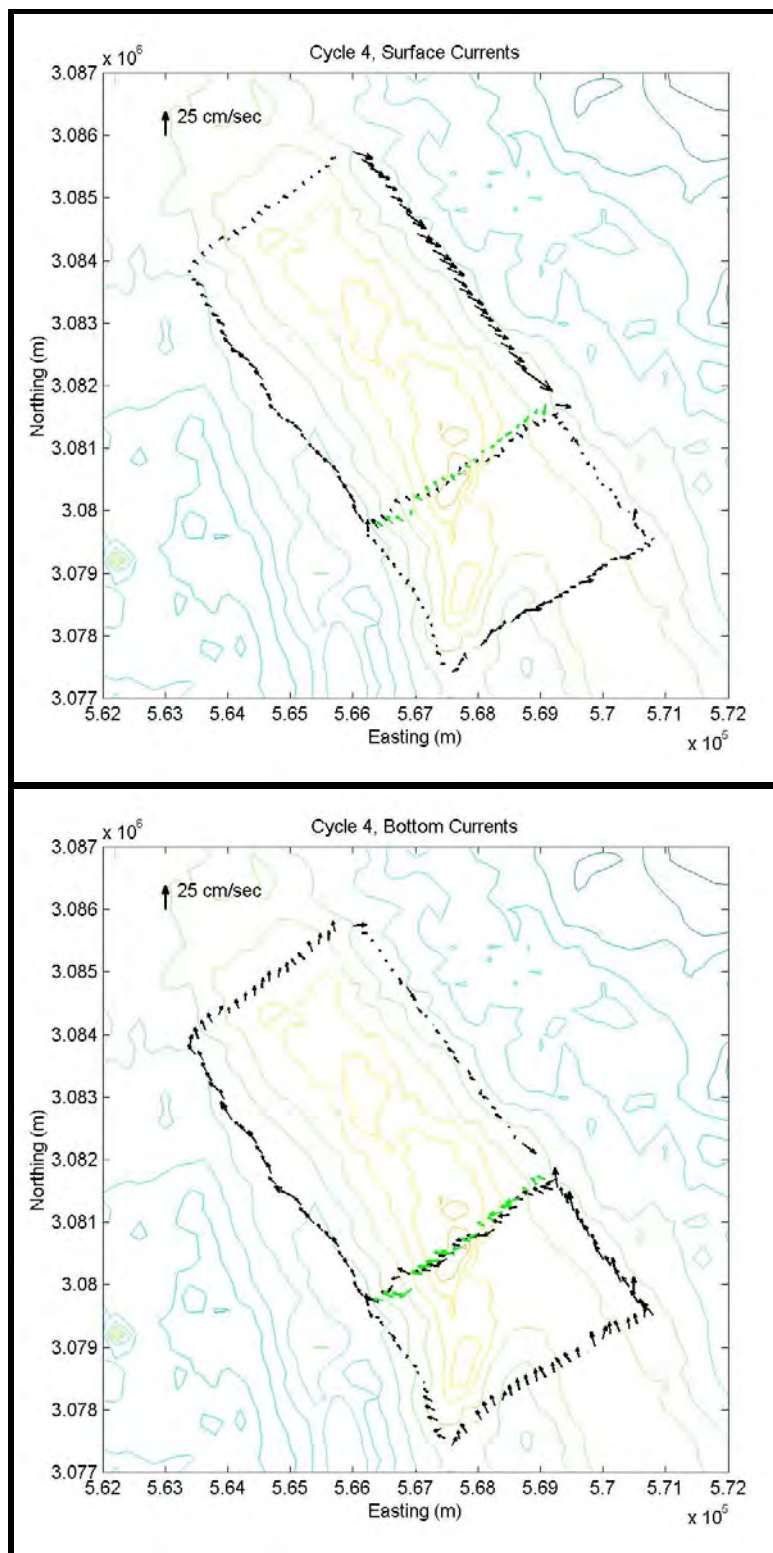 Cycle 4, Surface Currents
x 10^6
3.087
3.086
3.085
3.084
3.083
3.082
3.081
3.08
3.079
3.078
3.077
Northing (m)
25 cm/sec
5.62 5.63 5.64 5.65 5.66 5.67 5.68 5.69 5.7 5.71 5.72
Easting (m)
x 10^5
Cycle 4, Bottom Currents
x 10^6
3.087
3.086
3.085
3.084
3.083
3.082
3.081
3.08
3.079
3.078
3.077
Northing (m)
25 cm/sec
5.62 5.63 5.64 5.65 5.66 5.67 5.68 5.69 5.7 5.71 5.72
Easting (m)
x 10^5